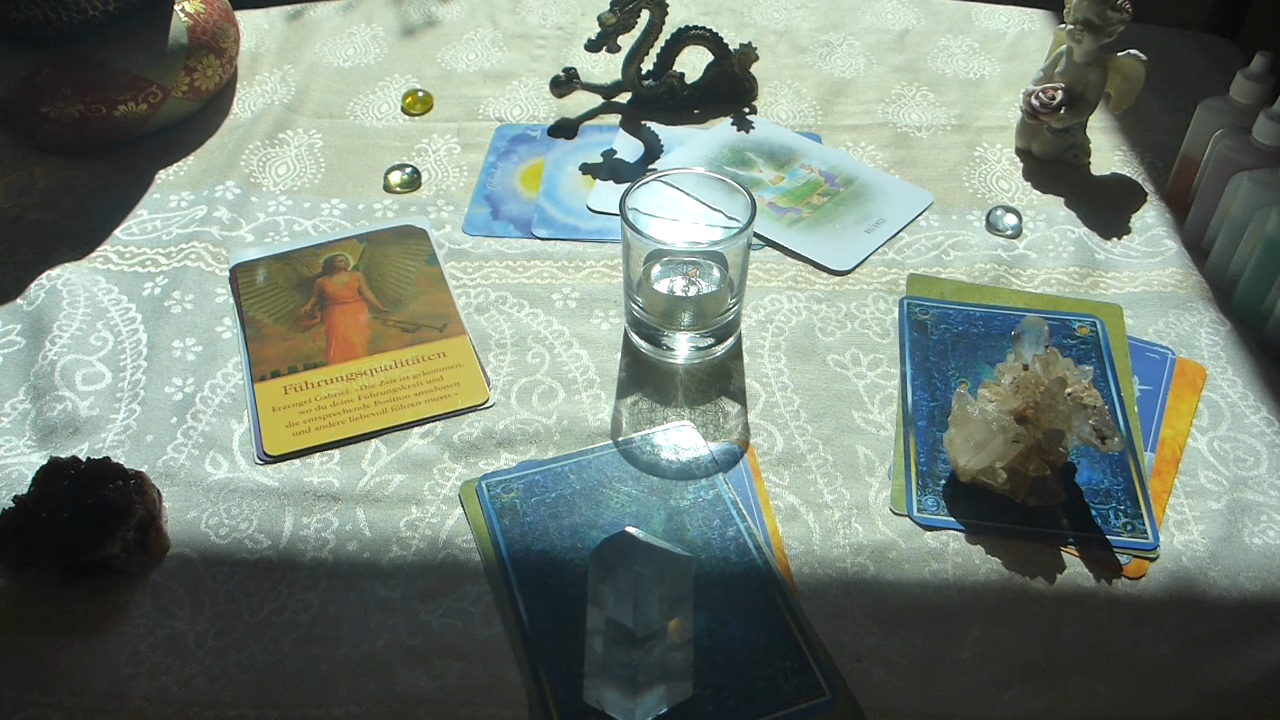 Führungsqualitäten
Erzengel Gabriel: »Die Zeit ist gekommen,
wo du deine Führungskraft und
die entsprechende Position annehmen
und andere liebevoll führen musst.«